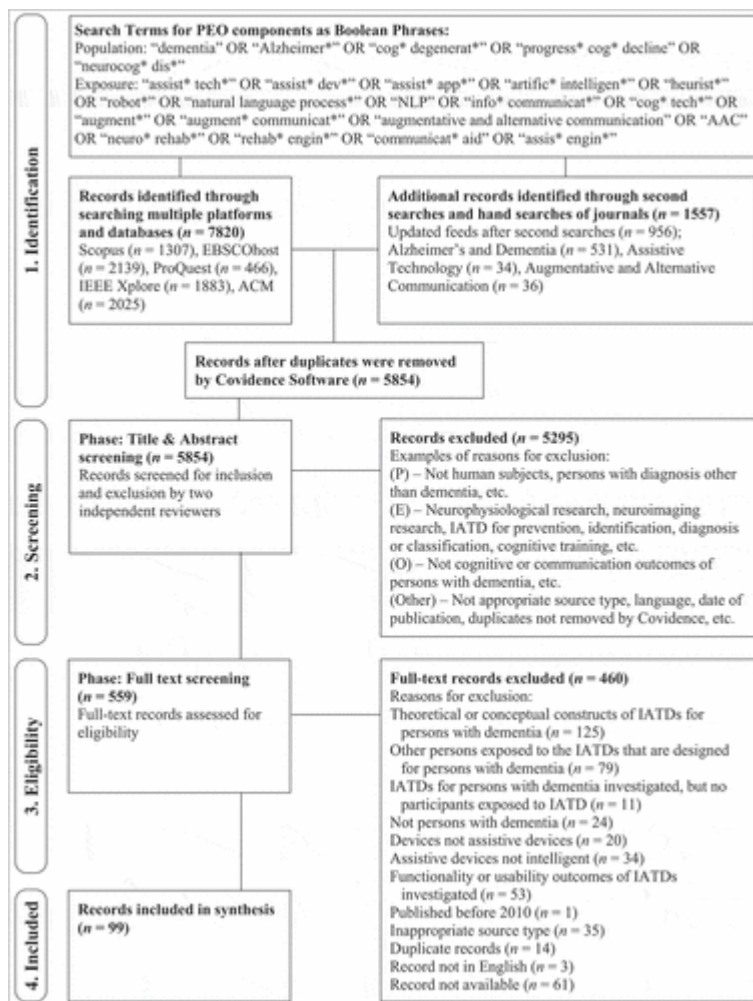 Search Terms for PEO components as Boolean Phrases:
Population: “dementia” OR “Alzheimer*” OR “cog* degenerat*” OR “progress* cog* decline” OR
“neurocog* dis*”
Exposure: “assist* tech*” OR “assist* dev*” OR “assist* app*” OR “artific* intelligen*” OR “heurist*”
OR “robot*” OR “natural language process*” OR “NLP” OR “info* communicat*” OR “cog* tech*” OR
“augment*” OR “augment* communicat*” OR “augmentative and alternative communication” OR “AAC”
OR “neuro* rehab*” OR “rehab* engin*” OR “communicat* aid” OR “assis* engin*”
1. Identification
Records identified through
searching multiple platforms
and databases (n = 7820)
Scopus (n = 1307), EBSCOhost
(n = 2139), ProQuest (n = 466),
IEEE Xplore (n = 1883), ACM
(n = 2025)
Additional records identified through second
searches and hand searches of journals (n = 1557)
Updated feeds after second searches (n = 956);
Alzheimer’s and Dementia (n = 531), Assistive
Technology (n = 34), Augmentative and Alternative
Communication (n = 36)
Records after duplicates were removed
by Covidence Software (n = 5854)
2. Screening
Phase: Title & Abstract
screening (n = 5854)
Records screened for inclusion
and exclusion by two
independent reviewers
Records excluded (n = 5295)
Examples of reasons for exclusion:
(P) – Not human subjects, persons with diagnosis other
than dementia, etc.
(E) – Neurophysiological research, neuroimaging
research, IATD for prevention, identification, diagnosis
or classification, cognitive training, etc.
(O) – Not cognitive or communication outcomes of
persons with dementia, etc.
(Other) – Not appropriate source type, language, date of
publication, duplicates not removed by Covidence, etc.
3. Eligibility
Phase: Full text screening
(n = 559)
Full-text records assessed for
eligibility
Full-text records excluded (n = 460)
Reasons for exclusion:
Theoretical or conceptual constructs of IATDs for
persons with dementia (n = 125)
Other persons exposed to the IATDs that are designed
for persons with dementia (n = 79)
IATDs for persons with dementia investigated, but no
participants exposed to IATD (n = 11)
Not persons with dementia (n = 24)
Devices not assistive devices (n = 20)
Assistive devices not intelligent (n = 34)
Functionality or usability outcomes of IATDs
investigated (n = 53)
Published before 2010 (n = 1)
Inappropriate source type (n = 35)
Duplicate records (n = 14)
Record not in English (n = 3)
Record not available (n = 61)
4. Included
Records included in synthesis
(n = 99)